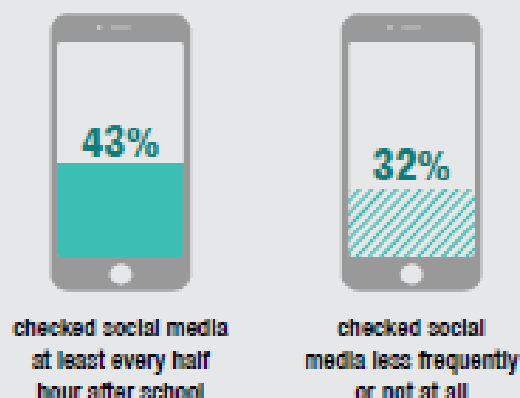 43%
32%
checked social media
at least every half
hour after school
checked social
media less frequently
or not at all